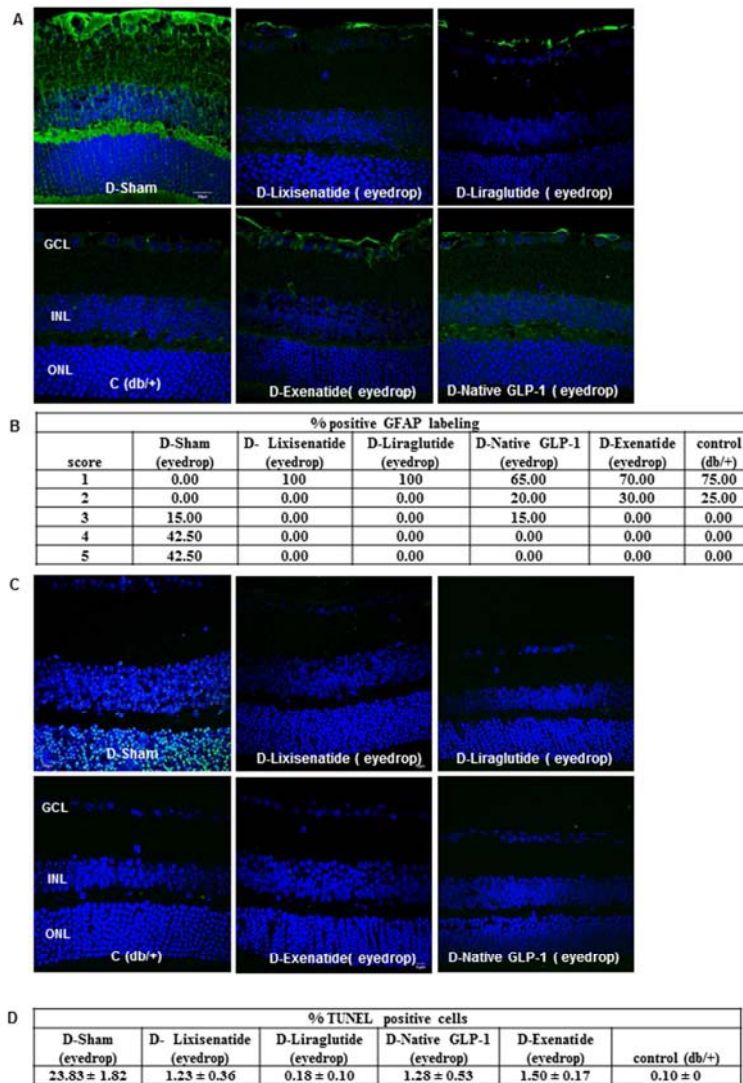 A
D-Sham
D-Lixisenatide ( eyedrop)
D-Liraglutide (eyedrop)
GCL
INL
ONL
C (db/+)
D-Exenatide( eyedrop)
D-Native GLP-1 ( eyedrop)
B
% positive GFAP labeling
score D-Sham (eyedrop) D- Lixisenatide (eyedrop) D-Liraglutide (eyedrop) D-Native GLP-1 (eyedrop) D-Exenatide (eyedrop) control (db/+)
1 0.00 100 100 65.00 70.00 75.00
2 0.00 0.00 0.00 20.00 30.00 25.00
3 15.00 0.00 0.00 15.00 0.00 0.00
4 42.50 0.00 0.00 0.00 0.00 0.00
5 42.50 0.00 0.00 0.00 0.00 0.00
C
D-Sham
D-Lixisenatide ( eyedrop)
D-Liraglutide ( eyedrop)
GCL
INL
ONL
C (db/+)
D-Exenatide( eyedrop)
D-Native GLP-1 ( eyedrop)
D
% TUNEL positive cells
D-Sham (eyedrop) D- Lixisenatide (eyedrop) D-Liraglutide (eyedrop) D-Native GLP-1 (eyedrop) D-Exenatide (eyedrop) control (db/+)
23.83 ± 1.82 1.23 ± 0.36 0.18 ± 0.10 1.28 ± 0.53 1.50 ± 0.17 0.10 ± 0